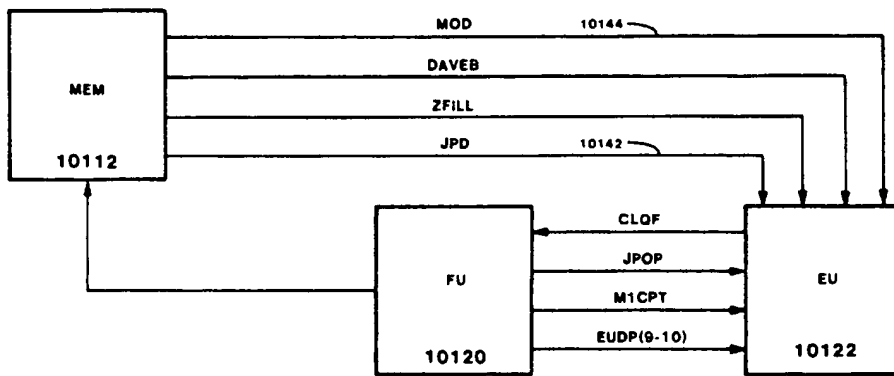 MOD 10144
DAVEB
MEM
ZFILL
JPD 10142
10112
CLQF
JPOP
FU
EU
M1CPT
EUDP(9-10)
10120
10122